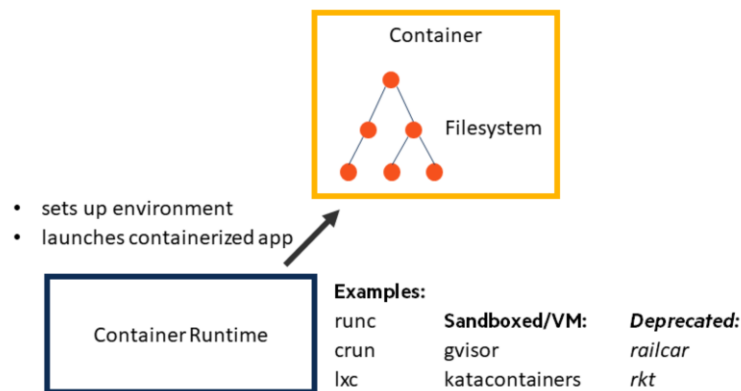 Container
Filesystem
• sets up environment
• launches containerized app
Container Runtime
Examples:
runc Sandboxed/VM: Deprecated:
crun gvisor railcar
lxc katacontainers rkt